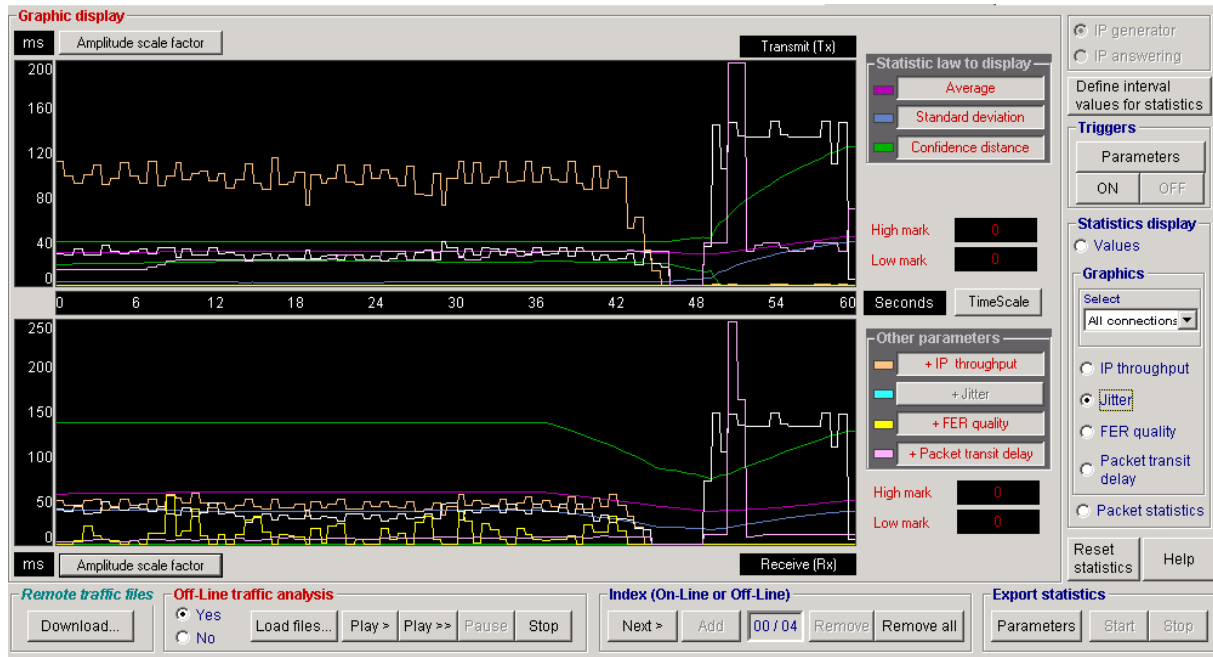 Graphic display
ms
Amplitude scale factor
Transmit (Tx)
200
160
120
80
40
0
0 6 12 18 24 30 36 42 48 54 60
Seconds
TimeScale
250
200
150
100
50
0
ms
Amplitude scale factor
Receive (Rx)
Statistic law to display
Average
Standard deviation
Confidence distance
High mark 0
Low mark 0
Other parameters
+ IP throughput
+ Jitter
+ FER quality
+ Packet transit delay
High mark 0
Low mark 0
IP generator
IP answering
Define interval
values for statistics
Triggers
Parameters
ON OFF
Statistics display
Values
Graphics
Select
All connections
IP throughput
Jitter
FER quality
Packet transit
delay
Packet statistics
Reset
statistics
Help
Remote traffic files
Download...
Off-Line traffic analysis
Yes
No
Load files... Play > Play >> Pause Stop
Index (On-Line or Off-Line)
Next > Add 00 / 04 Remove Remove all
Export statistics
Parameters Start Stop